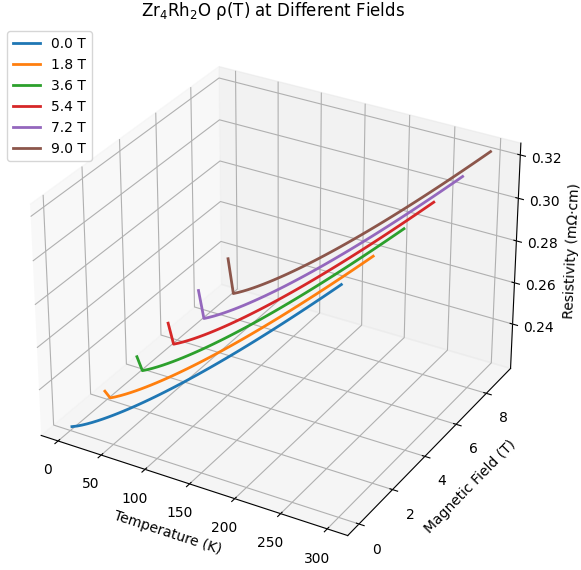 Zr₄Rh₂O ρ(T) at Different Fields
0.0 T
1.8 T
3.6 T
5.4 T
7.2 T
9.0 T
0.32
0.30
0.28
0.26
0.24
Resistivity (mΩ·cm)
8
6
4
2
0
Magnetic Field (T)
0
50
100
150
200
250
300
Temperature (K)